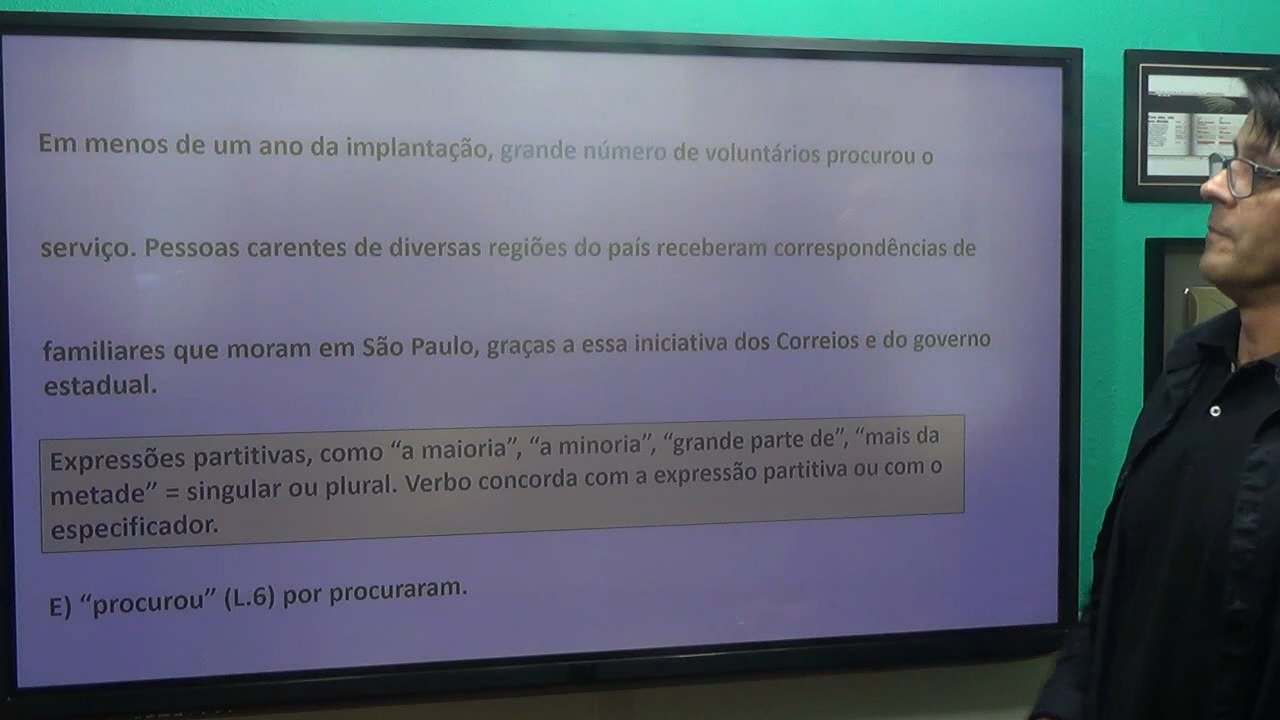 Em menos de um ano da implantação, grande número de voluntários procurou o
serviço. Pessoas carentes de diversas regiões do país receberam correspondências de
familiares que moram em São Paulo, graças a essa iniciativa dos Correios e do governo
estadual.
Expressões partitivas, como “a maioria”, “a minoria”, “grande parte de”, “mais da
metade” = singular ou plural. Verbo concorda com a expressão partitiva ou com o
especificador.
E) “procurou” (L.6) por procuraram.